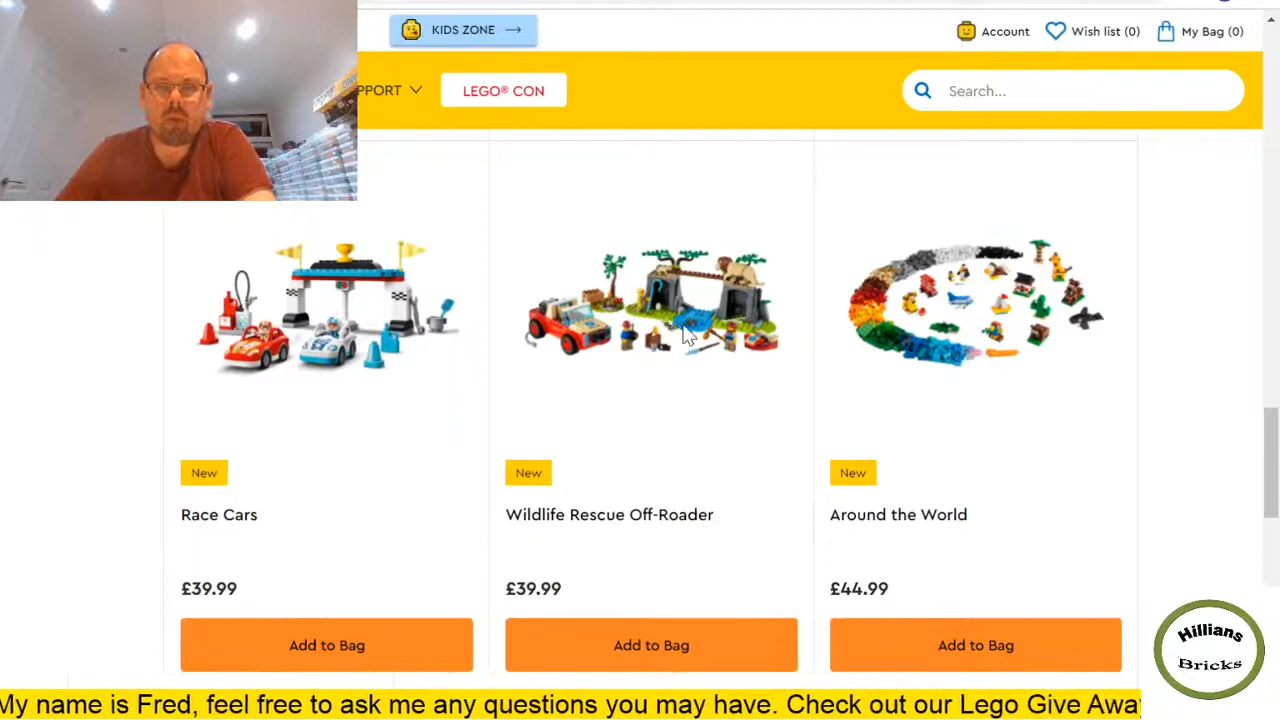 KIDS ZONE
Account
Wish list (0)
My Bag (0)
PPORT
LEGO® CON
Search...
New
New
New
Race Cars
Wildlife Rescue Off-Roader
Around the World
£39.99
£39.99
£44.99
Add to Bag
Add to Bag
Add to Bag
Hillians
Bricks
My name is Fred, feel free to ask me any questions you may have. Check out our Lego Give Away